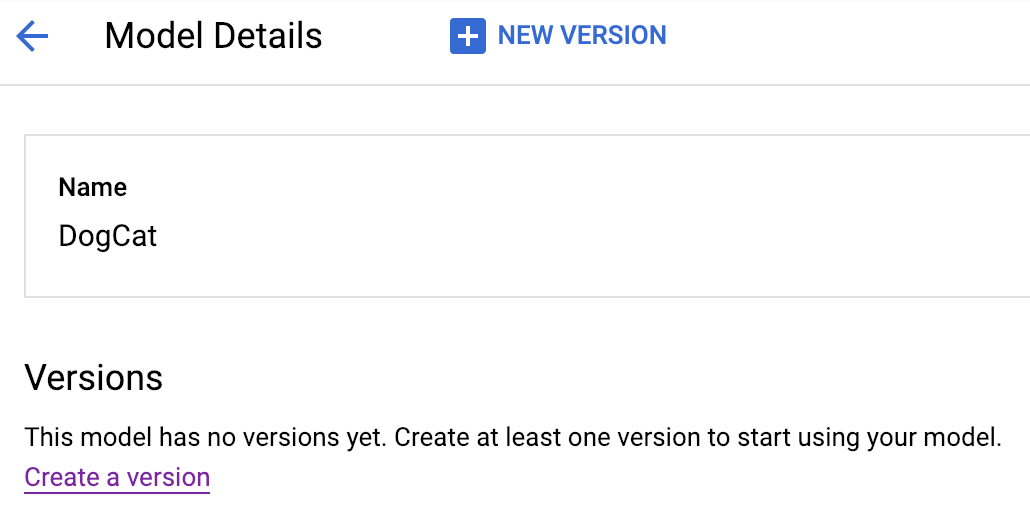 Model Details
NEW VERSION
Name
DogCat
Versions
This model has no versions yet. Create at least one version to start using your model.
Create a version